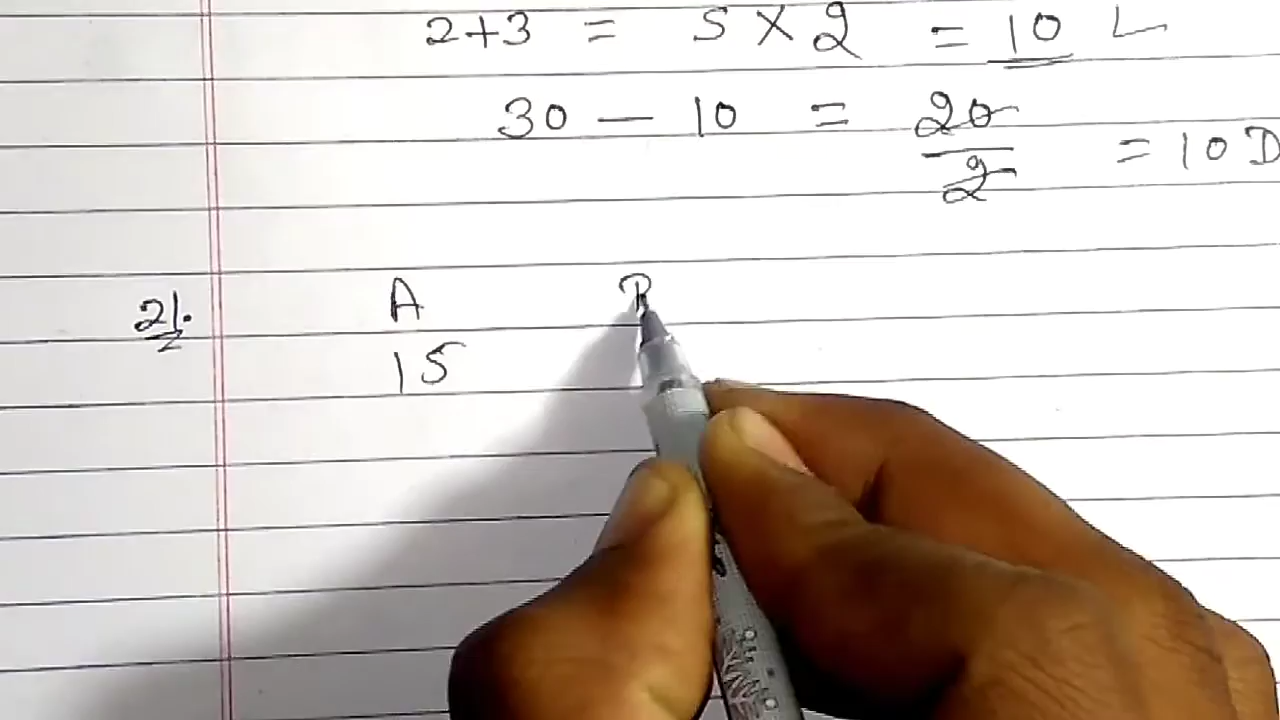 2+3 = 5 × 2 = 10 L
30 — 10 = 20/2 = 10 D
21. A B
15